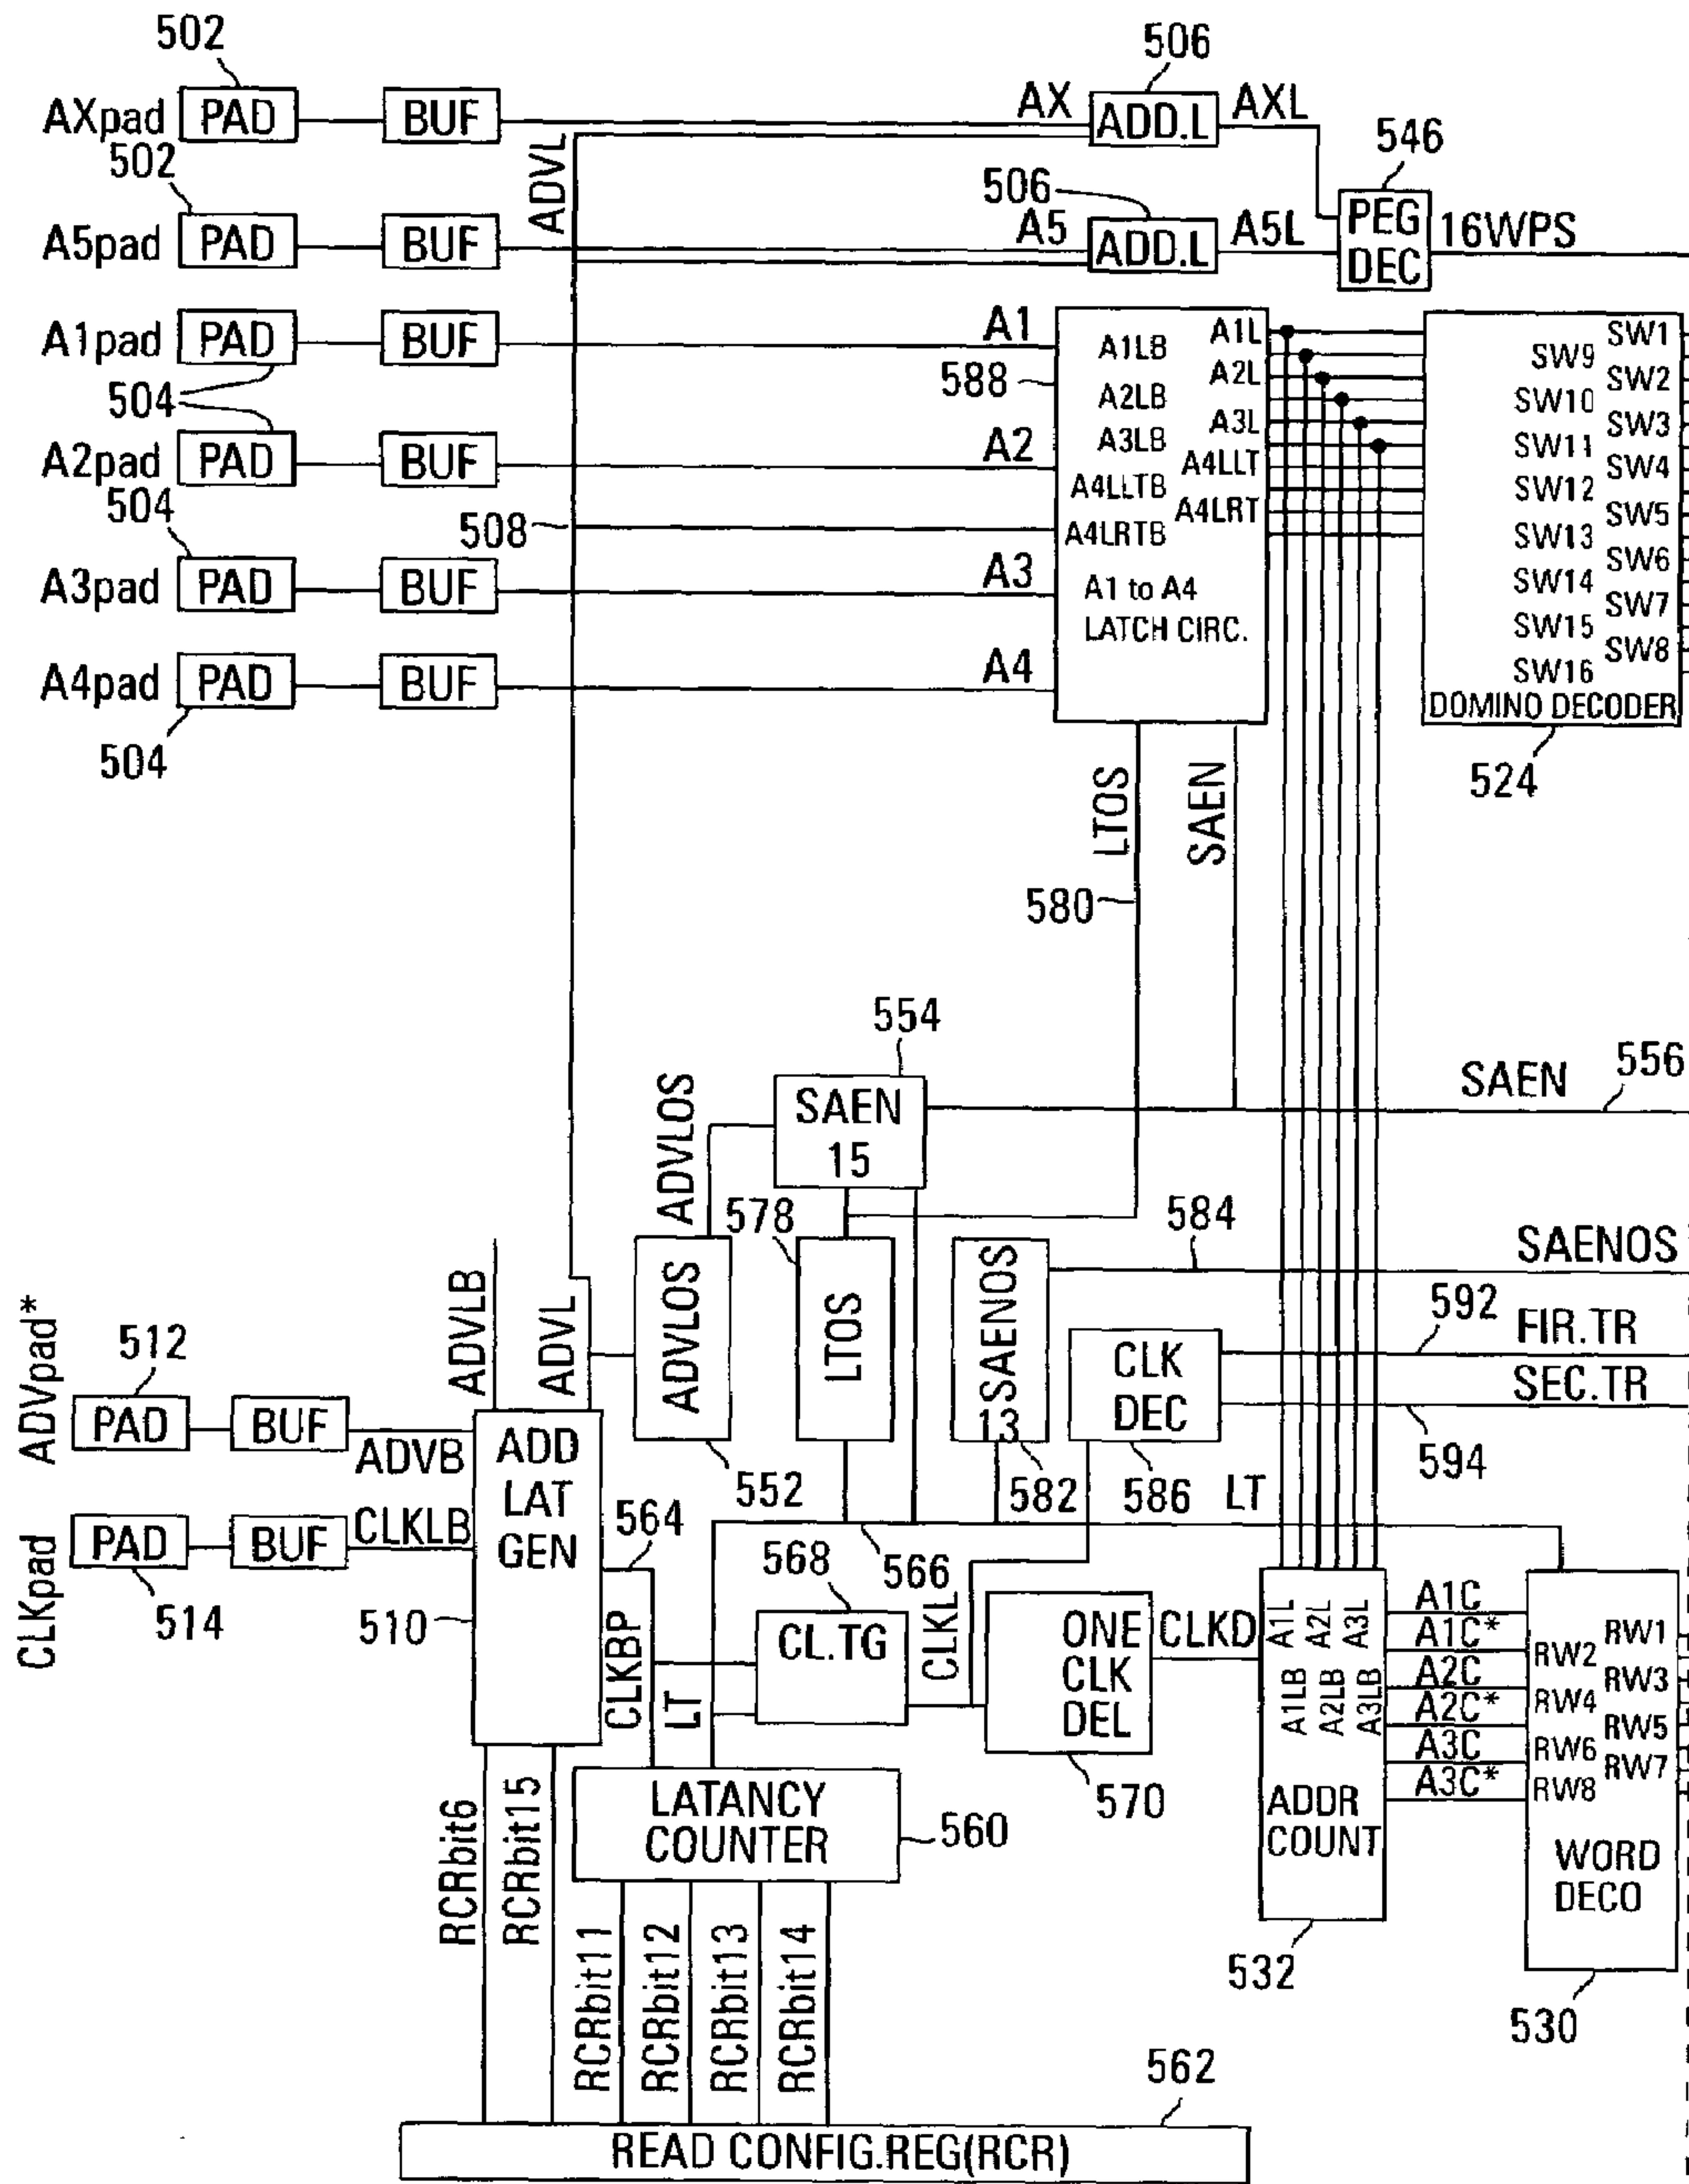 502
506
AXpad PAD BUF AX ADD.L AXL
502
ADVL
546
506
A5pad PAD BUF A5 ADD.L A5L PEG DEC 16WPS
A1pad PAD BUF A1
504
588
A1LB A1L
A2L
A2LB
A3L
A3LB
A4LLT
A4LLTB
A4LRT
A4LRTB
A1 to A4
LATCH CIRC.
SW1
SW9
SW2
SW10
SW3
SW11
SW4
SW12
SW5
SW13
SW6
SW14
SW7
SW15
SW8
SW16
DOMINO DECODER
524
A2pad PAD BUF A2
504
508
A3pad PAD BUF A3
A4pad PAD BUF A4
504
LTOS
SAEN
580
554
SAEN
15
SAEN
556
ADVLOS
578
584
SAENOS
ADVLB
ADVL
ADVLOS
LTOS
SAENOS
13
592
FIR.TR
CLK
DEC
SEC.TR
594
ADVpad*
512
PAD BUF ADVB
ADD
LAT
GEN
552
582
586
LT
CLKpad
PAD BUF CLKLB
514
510
564
568
566
CLKBP
LT
CL.TG
CLKL
ONE
CLK
DEL
CLKD
570
A1L
A2L
A3L
A1LB
A2LB
A3LB
ADDR
COUNT
532
A1C
A1C*
A2C
A2C*
A3C
A3C*
RW1
RW2
RW3
RW4
RW5
RW6
RW7
RW8
WORD
DECO
530
LATANCY
COUNTER
560
RCRbit6
RCRbit15
RCRbit11
RCRbit12
RCRbit13
RCRbit14
562
READ CONFIG.REG(RCR)